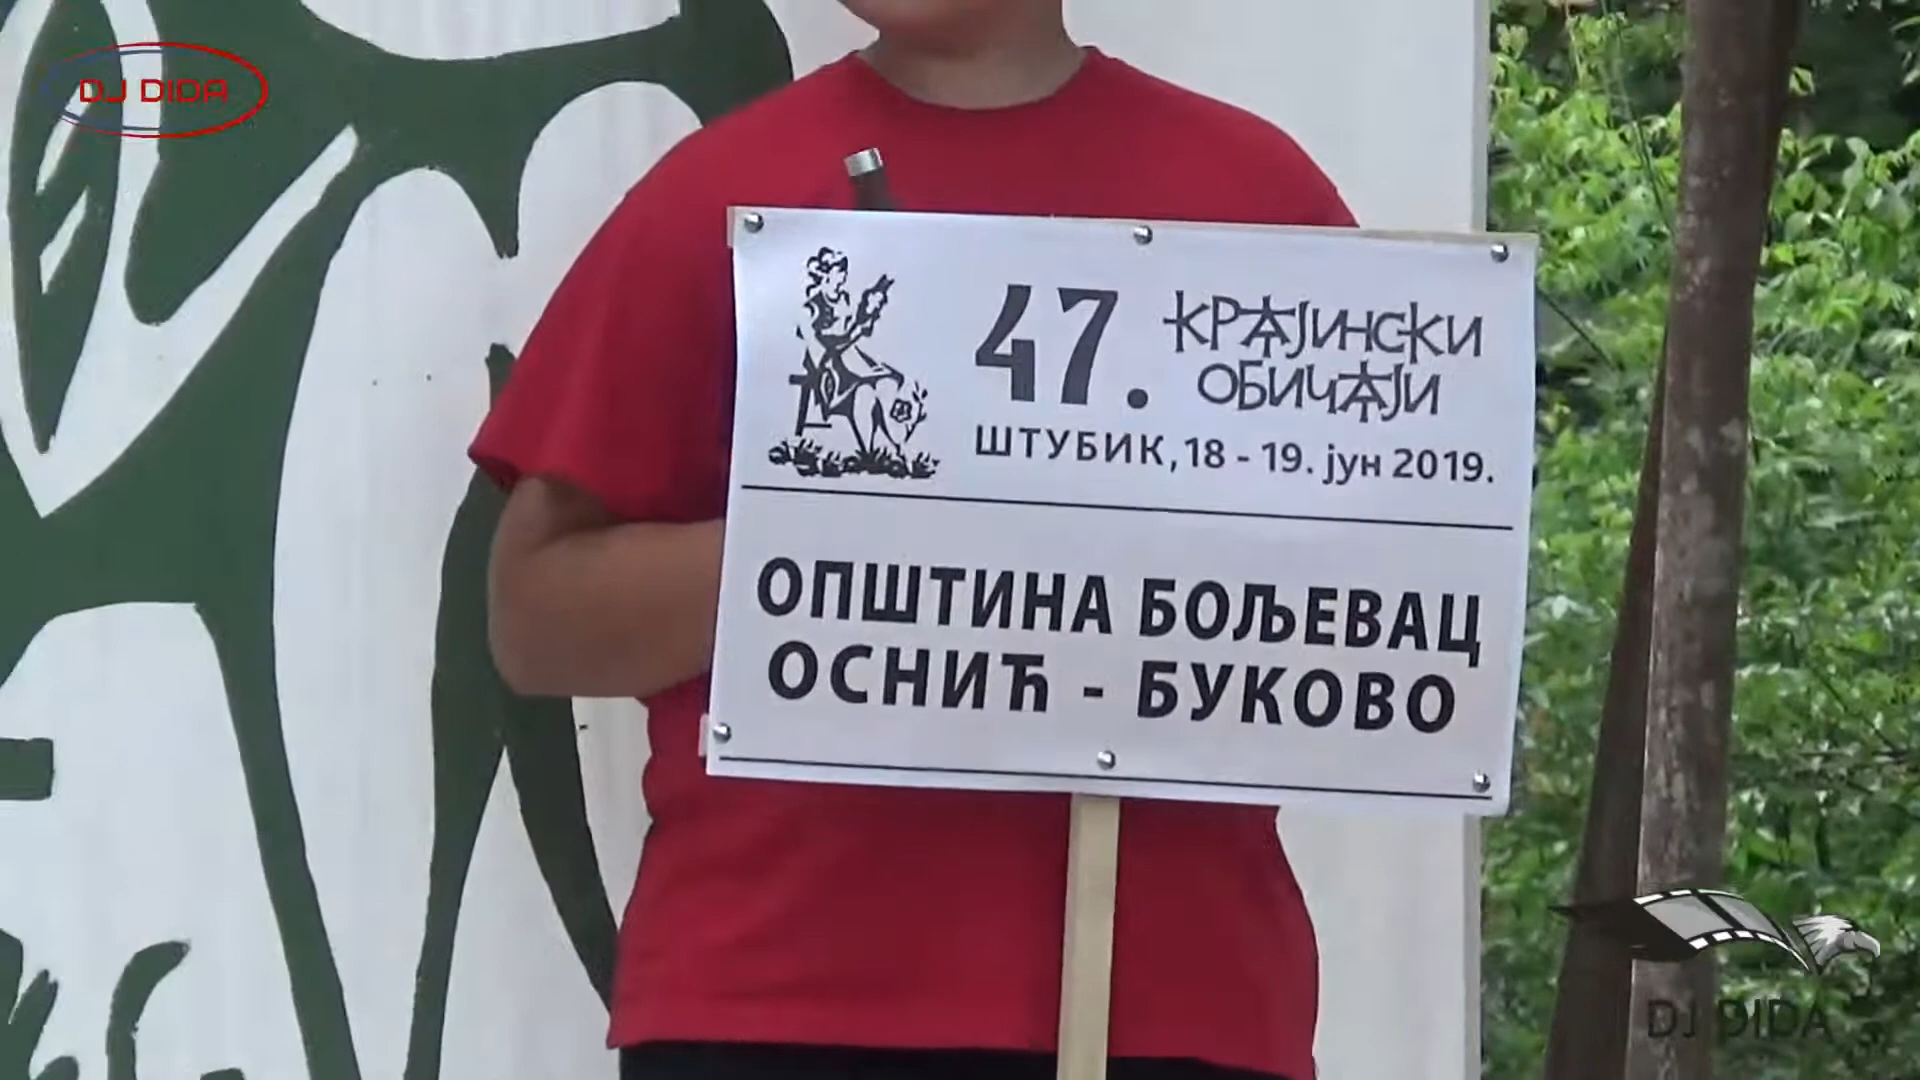 DJ DIDA
47. КРАЈИНСКИ
ОБИЧАЈИ
ШТУБИК, 18 - 19. јун 2019.
ОПШТИНА БОЉЕВАЦ
ОСНИЋ - БУКОВО
DJ DIDA